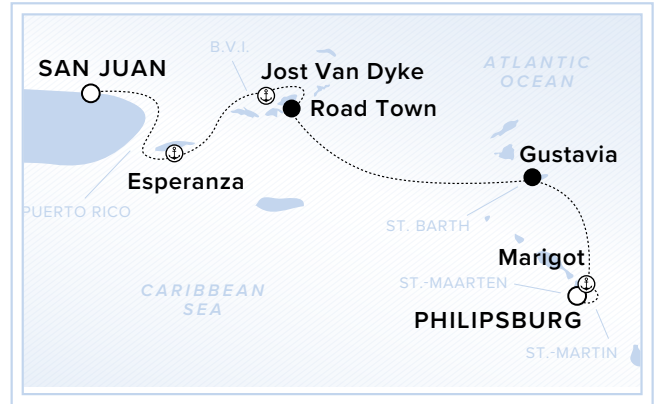 B.V.I.
SAN JUAN
Jost Van Dyke
ATLANTIC
OCEAN
Road Town
Gustavia
Esperanza
PUERTO RICO
ST. BARTH
Marigot
CARIBBEAN
SEA
ST.-MAARTEN
PHILIPSBURG
ST.-MARTIN